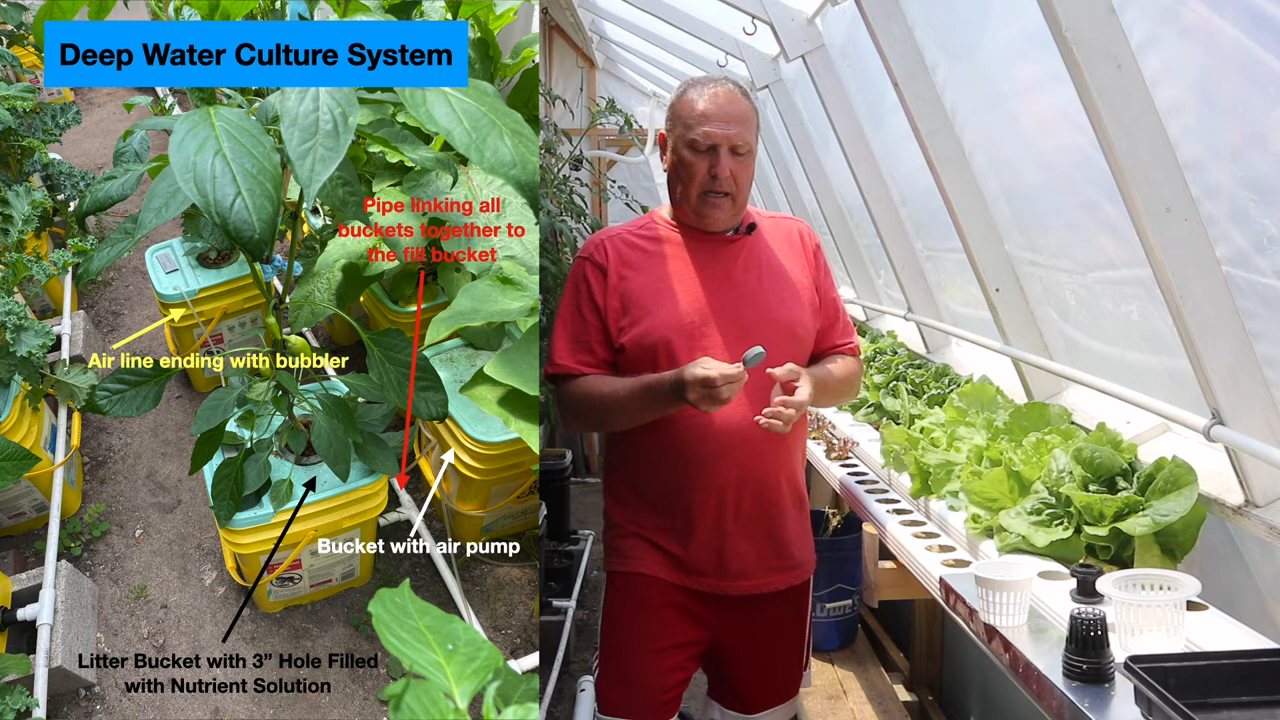 Deep Water Culture System
Pipe linking all
buckets together to
the fill bucket
Air line ending with bubbler
Bucket with air pump
Litter Bucket with 3” Hole Filled
with Nutrient Solution
LOWE'S